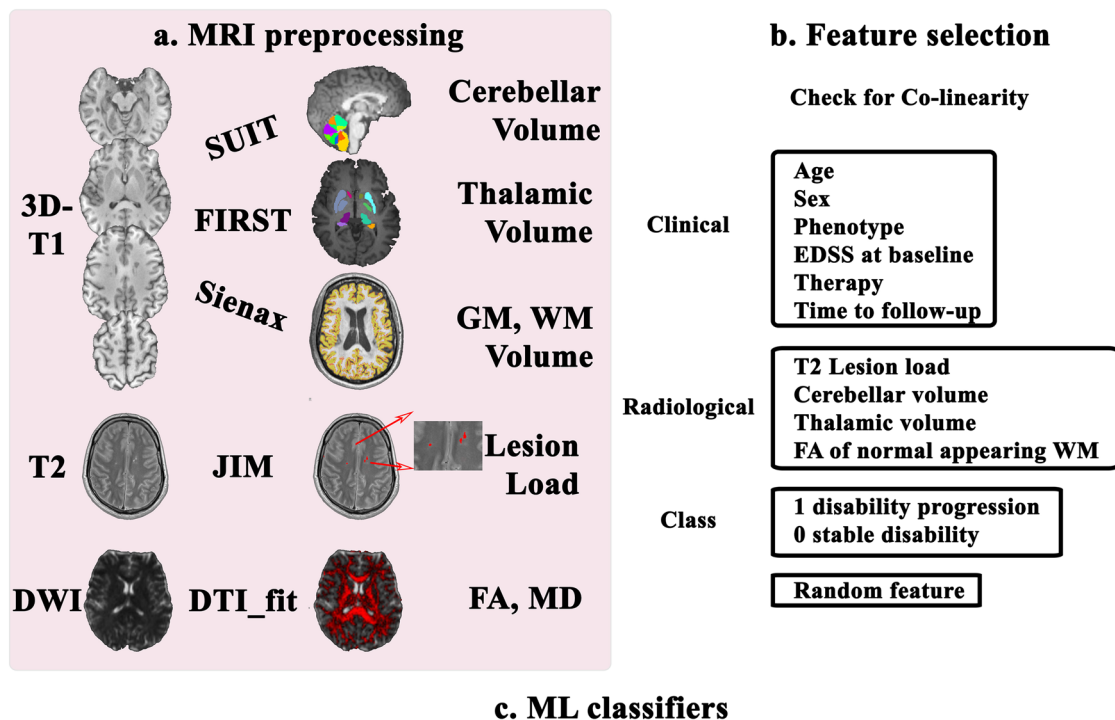 a. MRI preprocessing
3D-
T1
SUIT
Cerebellar
Volume
FIRST
Thalamic
Volume
Sienax
GM, WM
Volume
T2
JIM
Lesion
Load
DWI
DTI_fit
FA, MD
b. Feature selection
Check for Co-linearity
Clinical
Age
Sex
Phenotype
EDSS at baseline
Therapy
Time to follow-up
Radiological
T2 Lesion load
Cerebellar volume
Thalamic volume
FA of normal appearing WM
Class
1 disability progression
0 stable disability
Random feature
c. ML classifiers